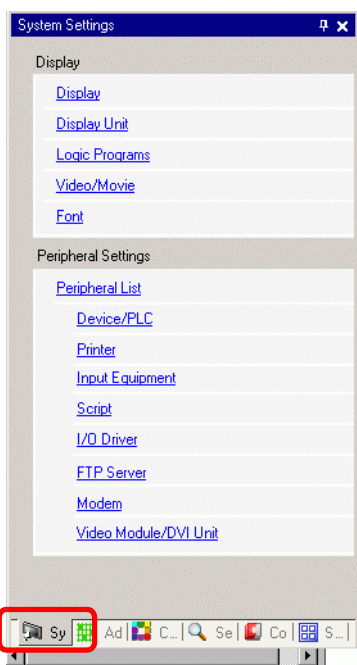 System Settings
Display
Display
Display Unit
Logic Programs
Video/Movie
Font
Peripheral Settings
Peripheral List
Device/PLC
Printer
Input Equipment
Script
I/O Driver
FTP Server
Modem
Video Module/DVI Unit
Sy Ad C... Se Co S...